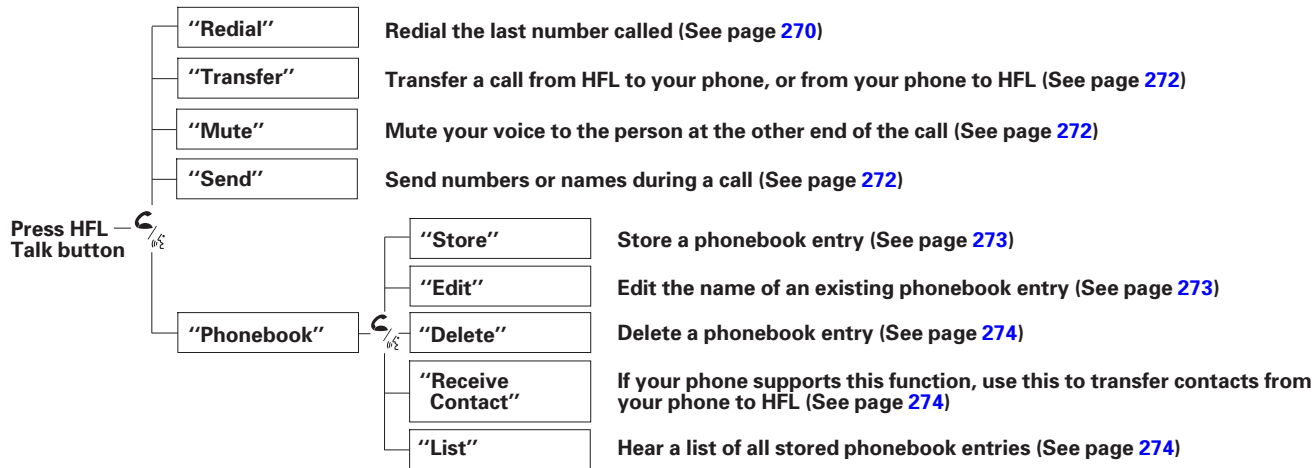 "Redial" Redial the last number called (See page 270)
"Transfer" Transfer a call from HFL to your phone, or from your phone to HFL (See page 272)
"Mute" Mute your voice to the person at the other end of the call (See page 272)
"Send" Send numbers or names during a call (See page 272)
Press HFL
Talk button
"Phonebook"
"Store" Store a phonebook entry (See page 273)
"Edit" Edit the name of an existing phonebook entry (See page 273)
"Delete" Delete a phonebook entry (See page 274)
"Receive
Contact"
If your phone supports this function, use this to transfer contacts from
your phone to HFL (See page 274)
"List" Hear a list of all stored phonebook entries (See page 274)